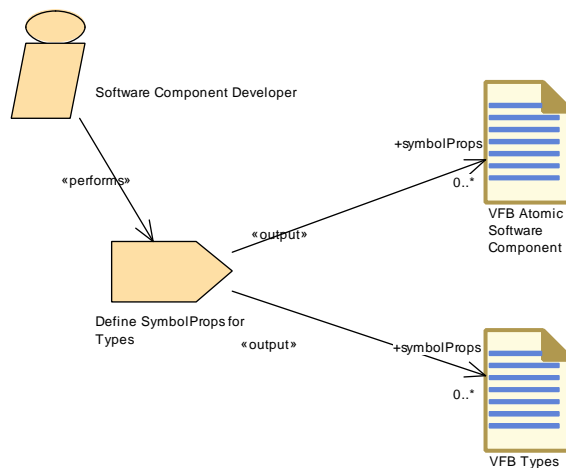 Software Component Developer
+symbolProps
«performs»
0..*
VFB Atomic
Software
Component
«output»
Define SymbolProps for
Types
«output»
+symbolProps
0..*
VFB Types